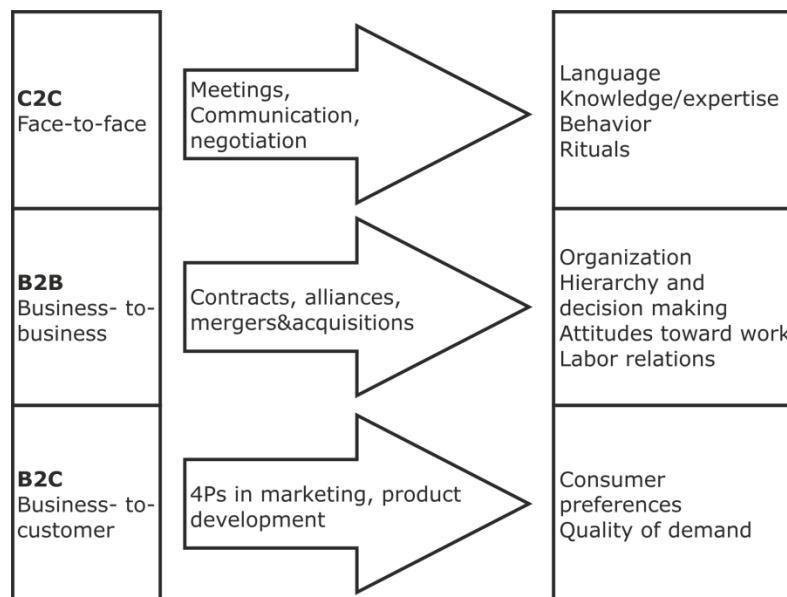 C2C
Face-to-face
Meetings,
Communication,
negotiation
Language
Knowledge/expertise
Behavior
Rituals
B2B
Business- to-
business
Contracts, alliances,
mergers&acquisitions
Organization
Hierarchy and
decision making
Attitudes toward work
Labor relations
B2C
Business- to-
customer
4Ps in marketing, product
development
Consumer
preferences
Quality of demand